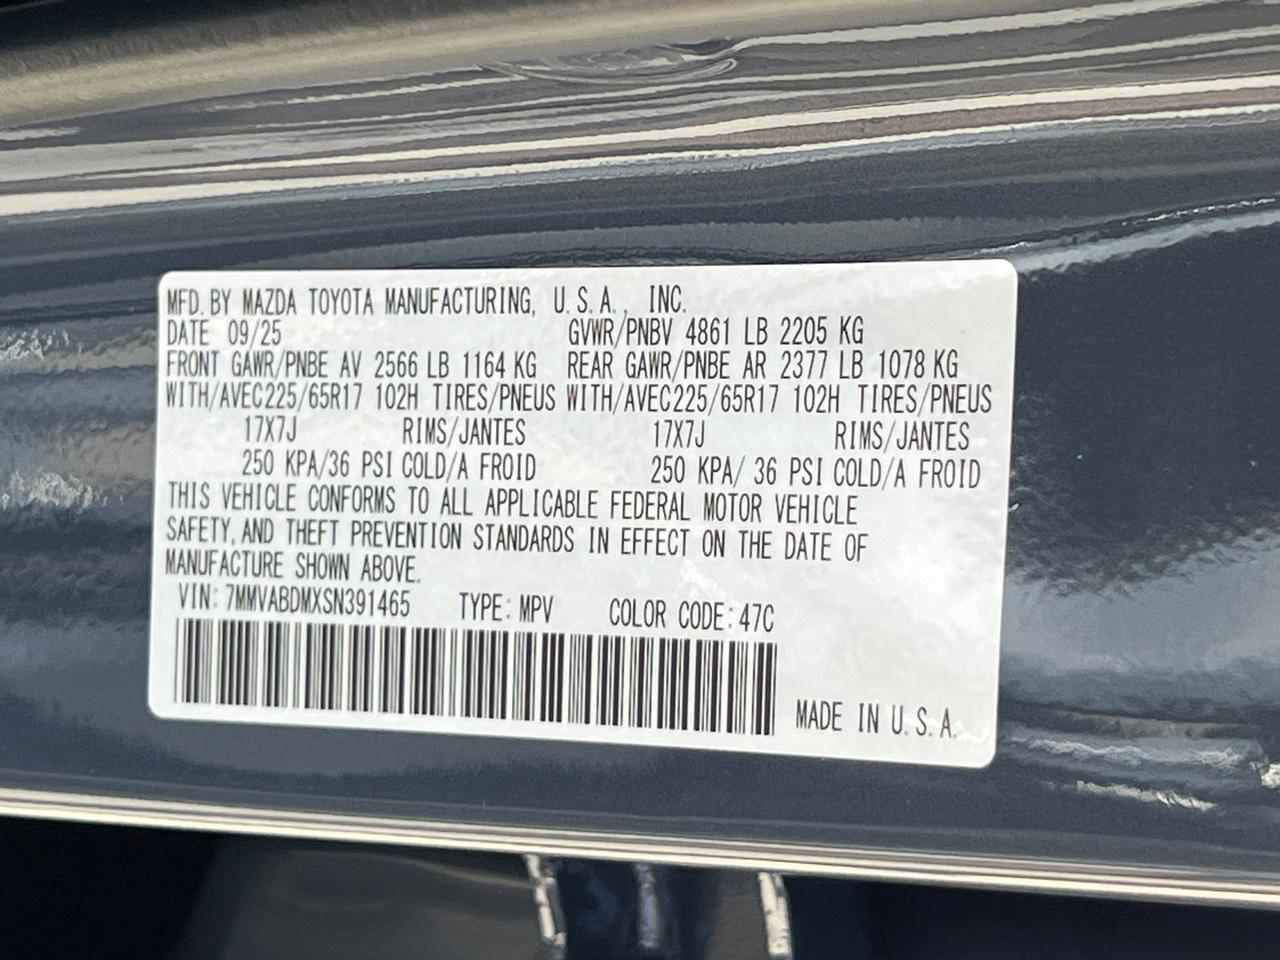 MFD. BY MAZDA TOYOTA MANUFACTURING, U.S.A., INC.
DATE 09/25 GVWR/PNBV 4861 LB 2205 KG
FRONT GAWR/PNBE AV 2566 LB 1164 KG REAR GAWR/PNBE AR 2377 LB 1078 KG
WITH/AVEC225/65R17 102H TIRES/PNEUS WITH/AVEC225/65R17 102H TIRES/PNEUS
17X7J RIMS/JANTES 17X7J RIMS/JANTES
250 KPA/36 PSI COLD/A FROID 250 KPA/ 36 PSI COLD/A FROID
THIS VEHICLE CONFORMS TO ALL APPLICABLE FEDERAL MOTOR VEHICLE
SAFETY, AND THEFT PREVENTION STANDARDS IN EFFECT ON THE DATE OF
MANUFACTURE SHOWN ABOVE.
VIN: 7MMVABDMXSN391465 TYPE: MPV COLOR CODE: 47C
MADE IN U.S.A.